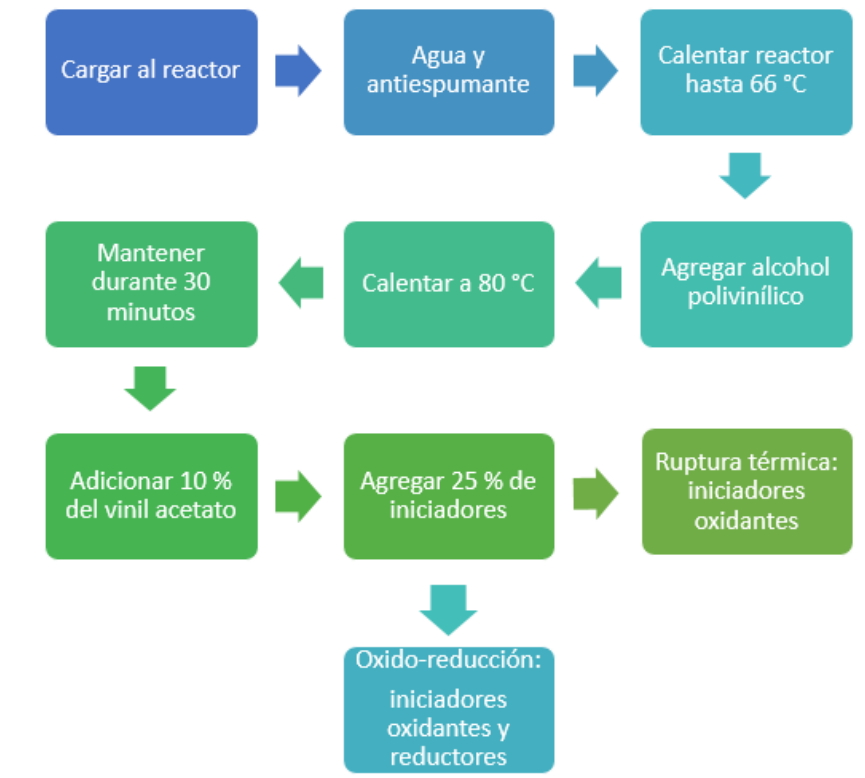 Cargar al reactor
Agua y
antiespumante
Calentar reactor
hasta 66 °C
Agregar alcohol
polivinílico
Calentar a 80 °C
Mantener
durante 30
minutos
Adicionar 10 %
del vinil acetato
Agregar 25 % de
iniciadores
Ruptura térmica:
iniciadores
oxidantes
Oxido-reducción:
iniciadores
oxidantes y
reductores